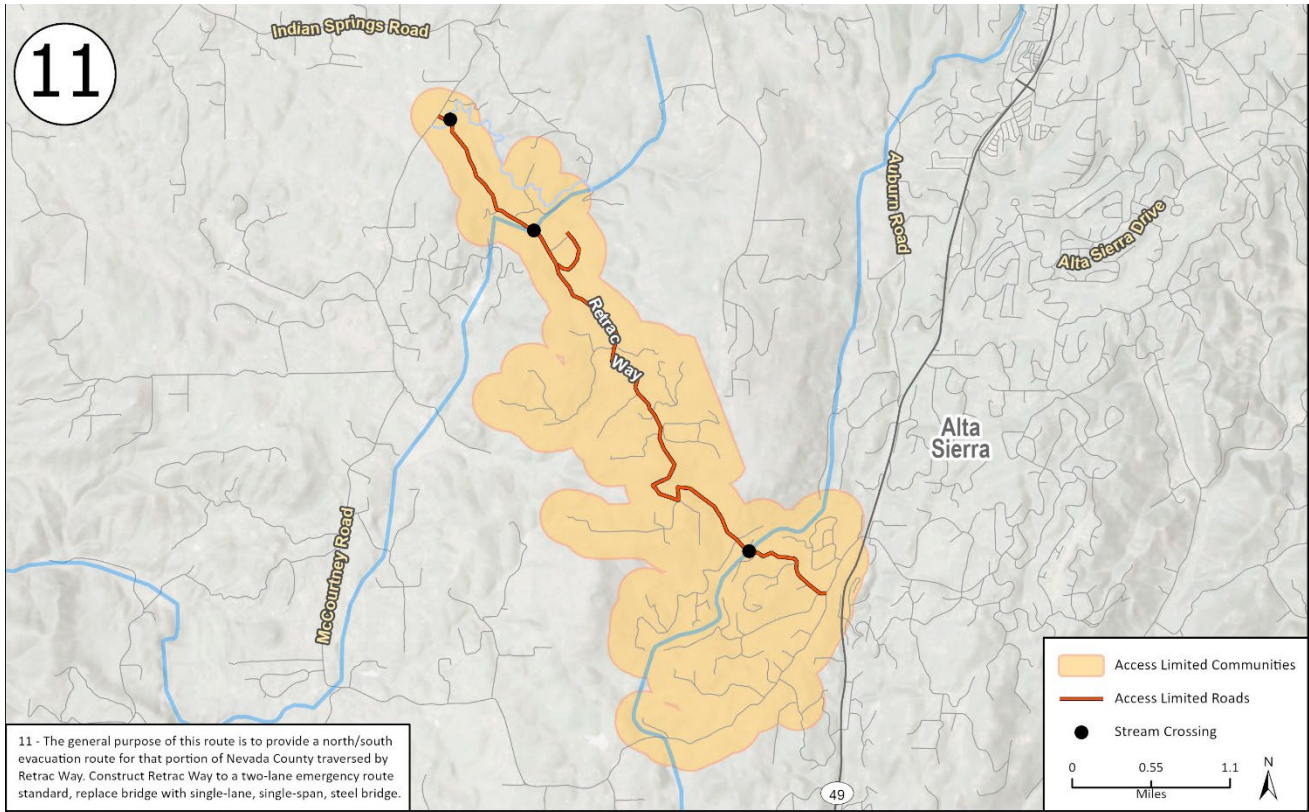 11
Indian Springs Road
Auburn Road
Alta Sierra Drive
Retrac
Way
Alta
Sierra
McCourtney Road
49
Access Limited Communities
Access Limited Roads
Stream Crossing
0 0.55 1.1
Miles
N
11 - The general purpose of this route is to provide a north/south
evacuation route for that portion of Nevada County traversed by
Retrac Way. Construct Retrac Way to a two-lane emergency route
standard, replace bridge with single-lane, single-span, steel bridge.